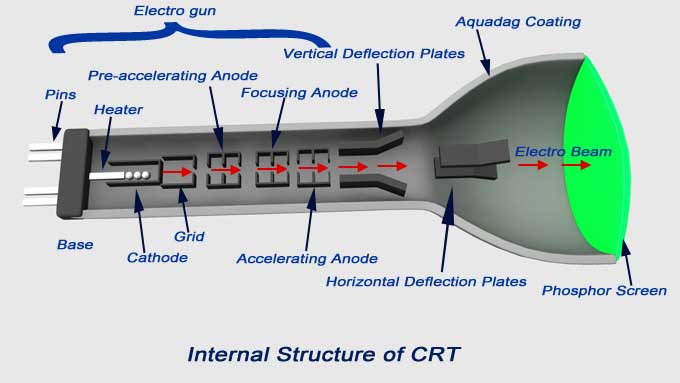 Electro gun
Aquadag Coating
Vertical Deflection Plates
Pre-accelerating Anode
Focusing Anode
Pins
Heater
Electro Beam
Base
Grid
Cathode
Accelerating Anode
Horizontal Deflection Plates
Phosphor Screen
Internal Structure of CRT